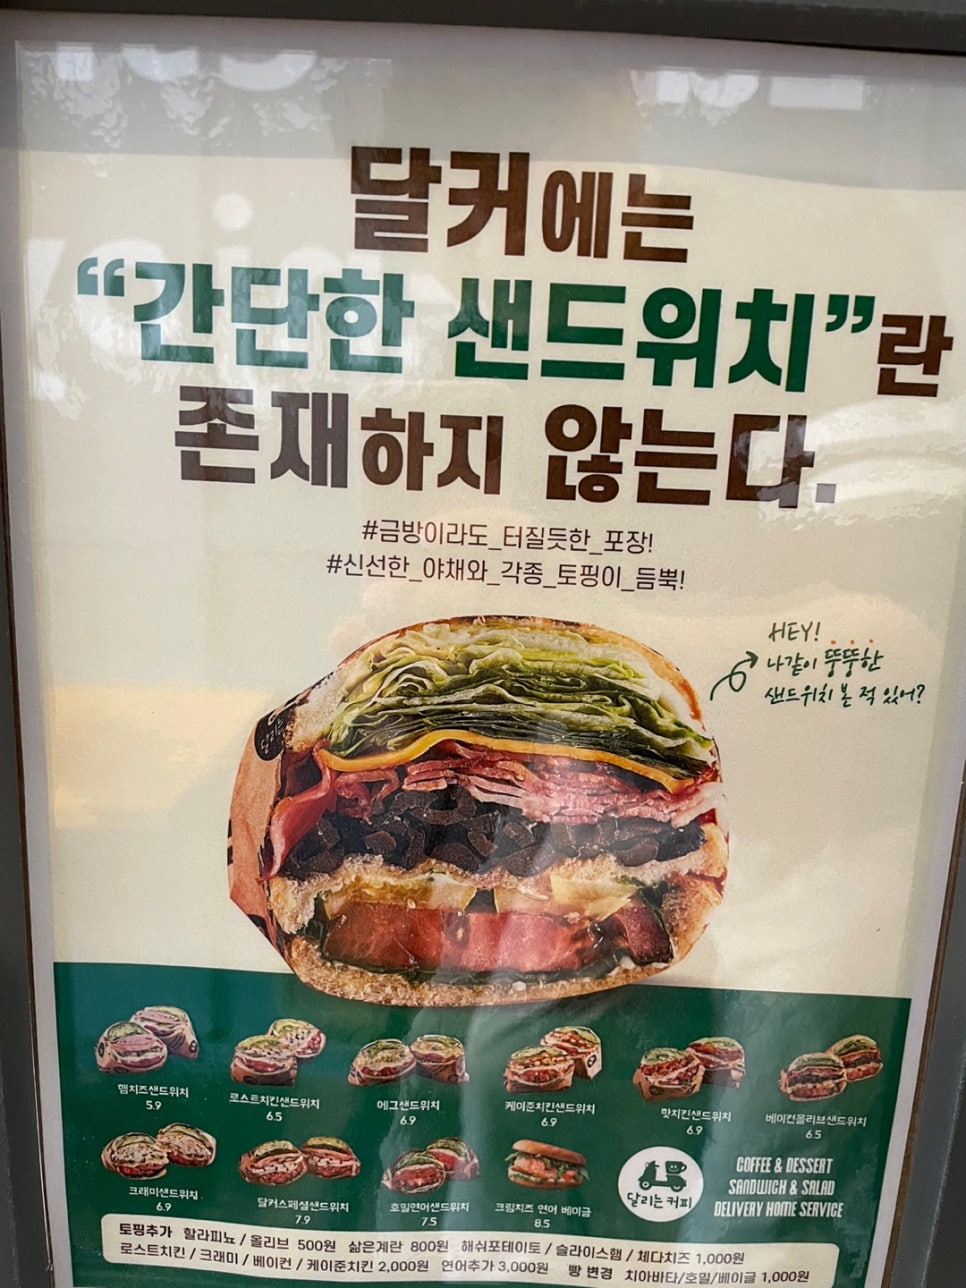 달커에는
“간단한 샌드위치”란
존재하지 않는다.
#금방이라도_터질듯한_포장!
#신선한_야채와_각종_토핑이_듬뿍!
HEY!
나같이 뚱뚱한
샌드위치 본 적 있어?
햄치즈샌드위치
5.9
로스트치킨샌드위치
6.5
에그샌드위치
6.9
케이준치킨샌드위치
6.9
핫치킨샌드위치
6.9
베이컨올리브샌드위치
6.5
크래미샌드위치
6.9
달커스페셜샌드위치
7.9
호밀연어샌드위치
7.5
크림치즈 연어 베이글
8.5
달리는 커피
COFFEE & DESSERT
SANDWICH & SALAD
DELIVERY HOME SERVICE
토핑추가 할라피뇨 / 올리브 500원 삶은계란 800원 해쉬포테이토 / 슬라이스햄 / 체다치즈 1,000원
로스트치킨 / 크래미 / 베이컨 / 케이준치킨 2,000원 연어추가 3,000원 빵 변경 치아바타/호밀/베이글 1,000원